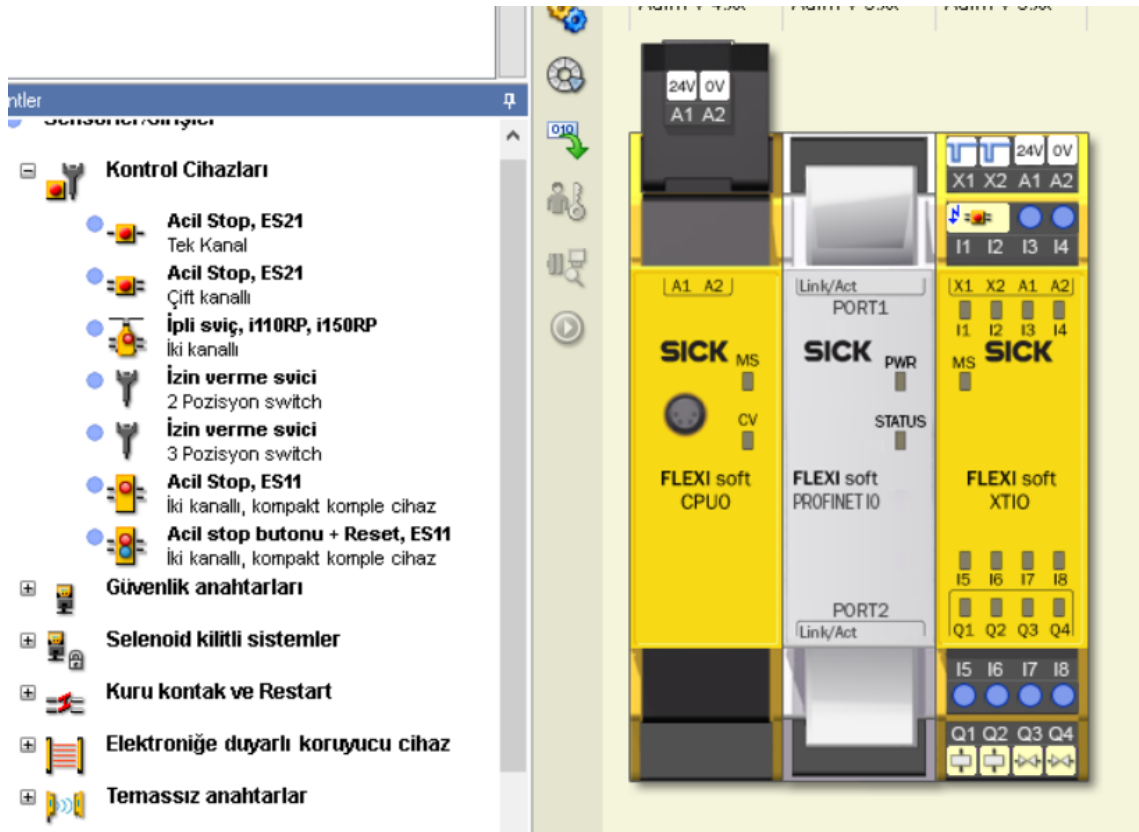 ntler
Kontrol Cihazları
Acil Stop, ES21
Tek Kanal
Acil Stop, ES21
Çift kanallı
İpli sviç, i110RP, i150RP
İki kanallı
İzin verme svici
2 Pozisyon switch
İzin verme svici
3 Pozisyon switch
Acil Stop, ES11
İki kanallı, kompakt komple cihaz
Acil stop butonu + Reset, ES11
İki kanallı, kompakt komple cihaz
Güvenlik anahtarları
Selenoid kilitli sistemler
Kuru kontak ve Restart
Elektroniğe duyarlı koruyucu cihaz
Temassız anahtarlar
010
24V 0V
A1 A2
A1 A2
SICK
MS
CV
FLEXI soft
CPU0
Link/Act
PORT1
SICK
PWR
STATUS
FLEXI soft
PROFINET IO
PORT2
Link/Act
24V 0V
X1 X2 A1 A2
I1 I2 I3 I4
X1 X2 A1 A2
I1 I2 I3 I4
MS
SICK
FLEXI soft
XTIO
I5 I6 I7 I8
Q1 Q2 Q3 Q4
I5 I6 I7 I8
Q1 Q2 Q3 Q4